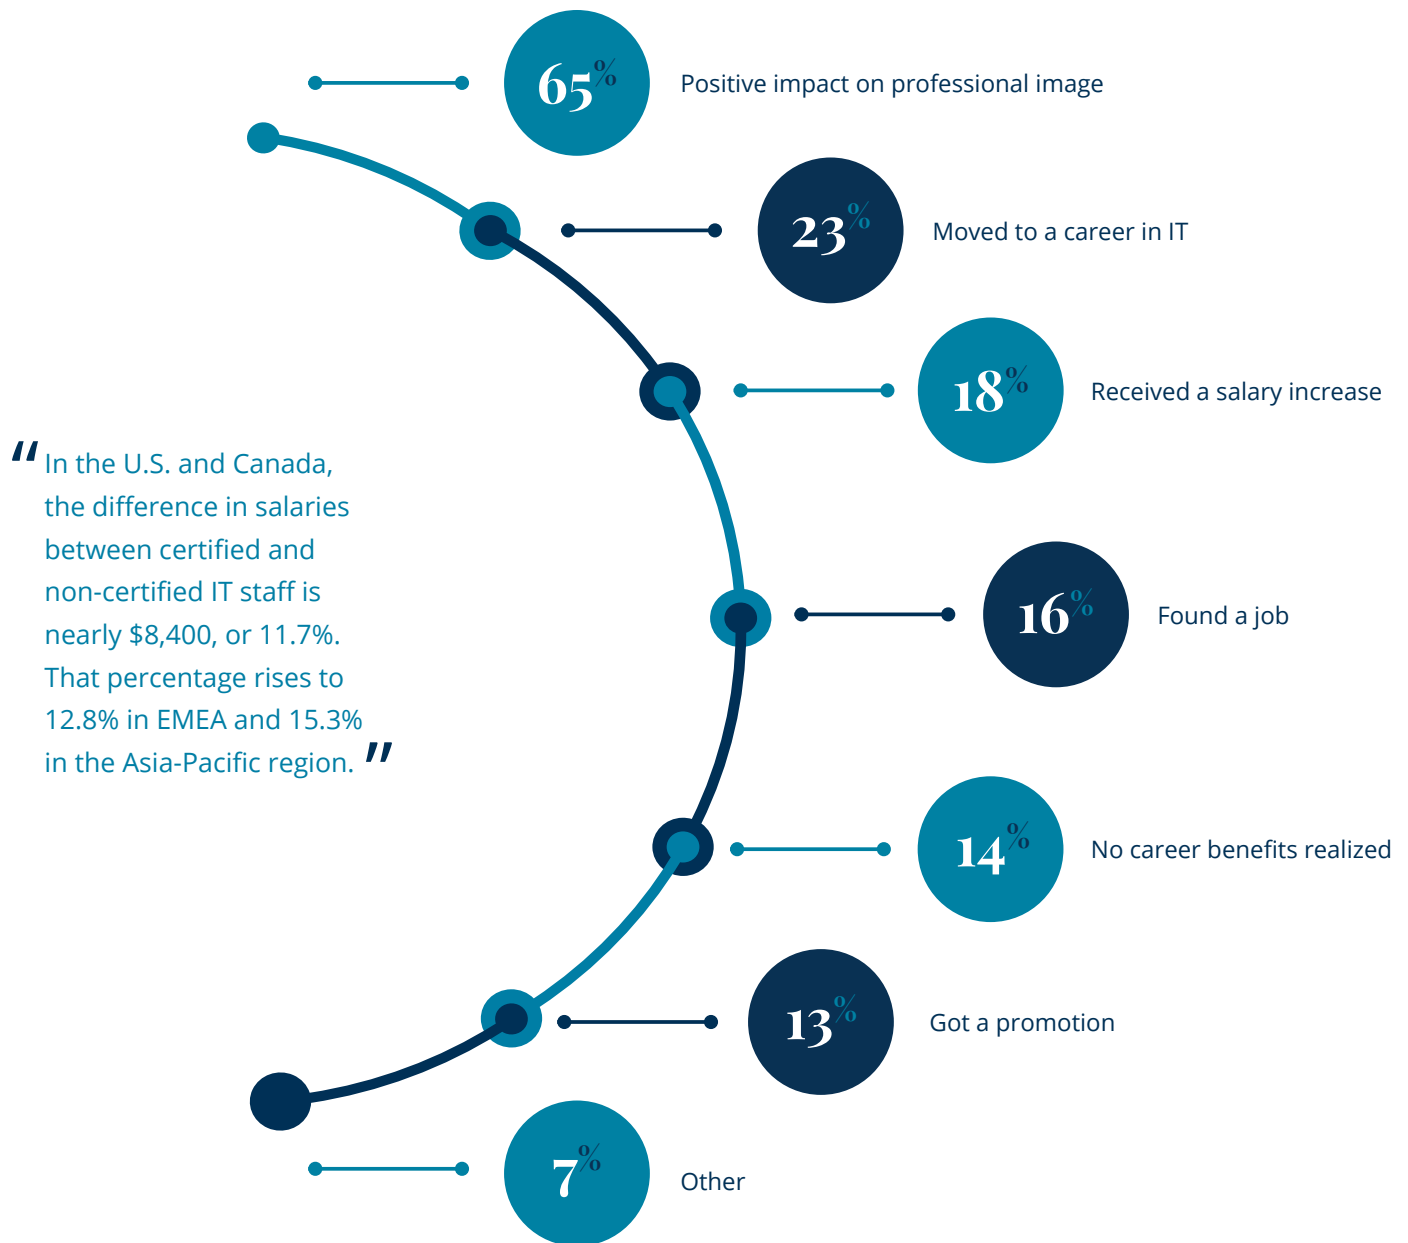 65%
Positive impact on professional image
23%
Moved to a career in IT
18%
Received a salary increase
“In the U.S. and Canada,
the difference in salaries
between certified and
non-certified IT staff is
nearly $8,400, or 11.7%.
That percentage rises to
12.8% in EMEA and 15.3%
in the Asia-Pacific region.”
16%
Found a job
14%
No career benefits realized
13%
Got a promotion
7%
Other